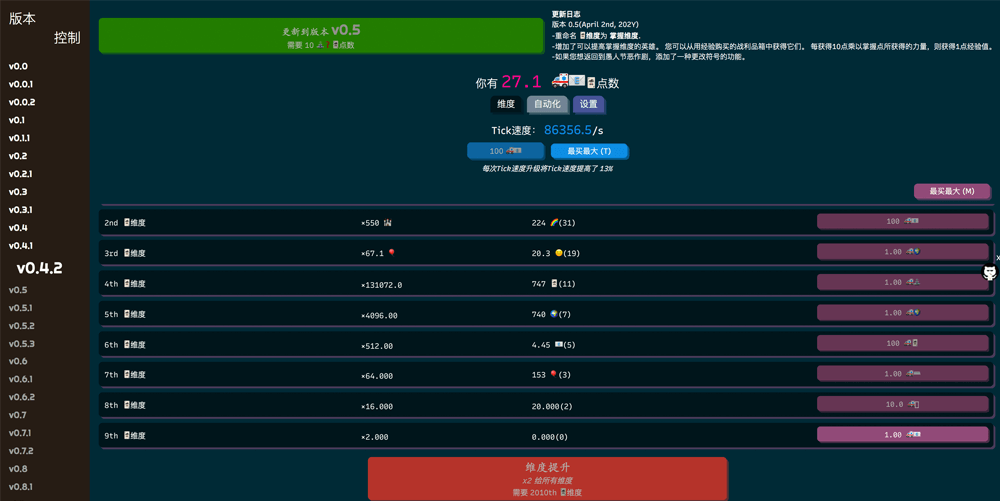 版本
控制
v0.0
v0.0.1
v0.0.2
v0.1
v0.1.1
v0.2
v0.2.1
v0.3
v0.3.1
v0.4
v0.4.1
v0.4.2
v0.5
v0.5.1
v0.5.2
v0.5.3
v0.6
v0.6.1
v0.6.2
v0.7
v0.7.1
v0.7.2
v0.8
v0.8.1
更新到版本 v0.5
需要 10 🀄点数
更新日志
版本 0.5(April 2nd, 202Y)
-重命名 🀄维度为 掌握维度.
-增加了可以提高掌握维度的英雄。 您可以从用经验购买的战利品箱中获得它们。 每获得10点乘以掌握点所获得的力量，则获得1点经验值。
-如果您想返回到愚人节恶作剧，添加了一种更改符号的功能。
你有 27.1 🚑📧🀄点数
维度 自动化 设置
Tick速度： 86356.5/s
100 最买最大 (T)
每次Tick速度升级将Tick速度提高了 13%
最买最大 (M)
2nd 🀄维度 ×550 224 🌈(31) 100
3rd 🀄维度 ×67.1 🎈 20.3 (19) 1.00
4th 🀄维度 ×131072.0 747 🀄(11) 1.00
5th 🀄维度 ×4096.00 740 🌍(7) 1.00
6th 🀄维度 ×512.00 4.45 📧(5) 100
7th 🀄维度 ×64.000 153 🎈(3) 1.00
8th 🀄维度 ×16.000 20.000(2) 10.0
9th 🀄维度 ×2.000 0.000(0) 1.00
维度提升
x2 给所有维度
需要 2010th 🀄维度
x